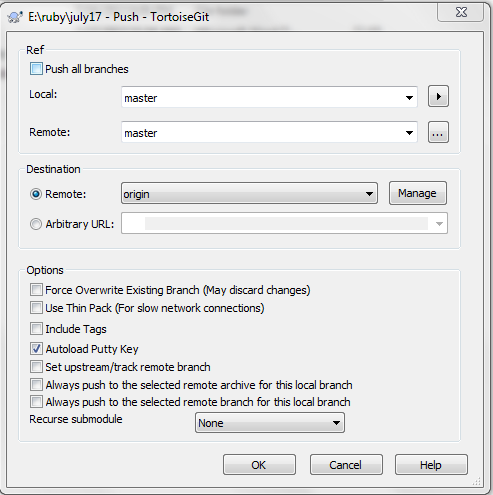 E:\ruby\july17 - Push - TortoiseGit
Ref
Push all branches
Local:
master
Remote:
master
...
Destination
Remote:
origin
Manage
Arbitrary URL:
Options
Force Overwrite Existing Branch (May discard changes)
Use Thin Pack (For slow network connections)
Include Tags
Autoload Putty Key
Set upstream/track remote branch
Always push to the selected remote archive for this local branch
Always push to the selected remote branch for this local branch
Recurse submodule
None
OK
Cancel
Help